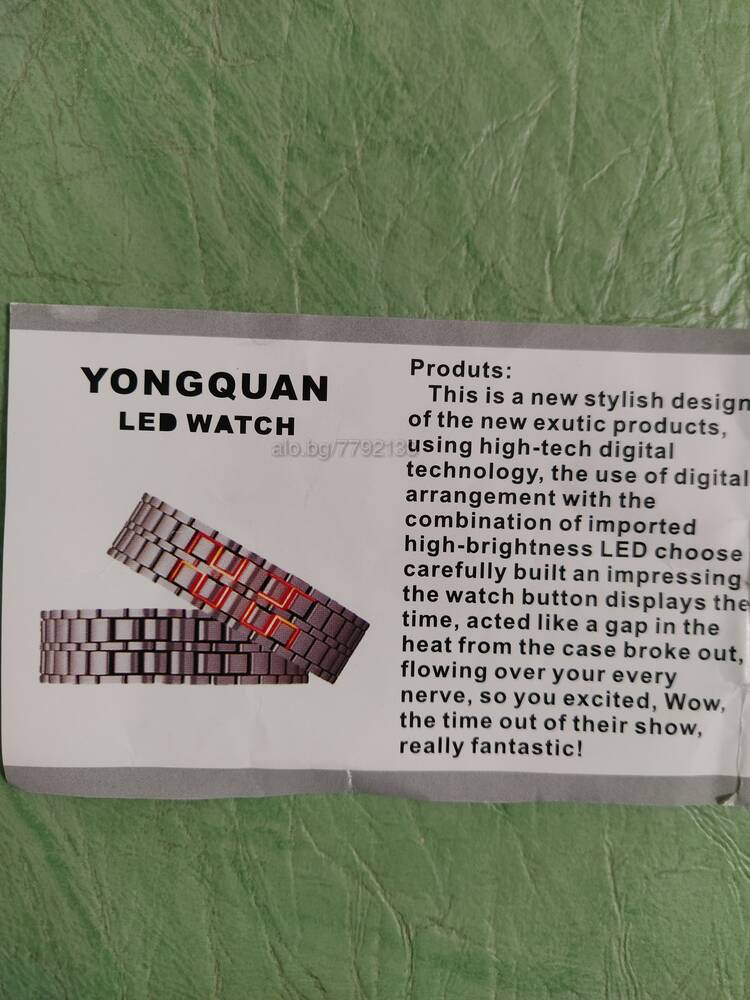 YONGQUAN
LED WATCH
Produts:
This is a new stylish design
of the new exutic products,
using high-tech digital
technology, the use of digital
arrangement with the
combination of imported
high-brightness LED choose
carefully built an impressing
the watch button displays the
time, acted like a gap in the
heat from the case broke out,
flowing over your every
nerve, so you excited, Wow,
the time out of their show,
really fantastic!